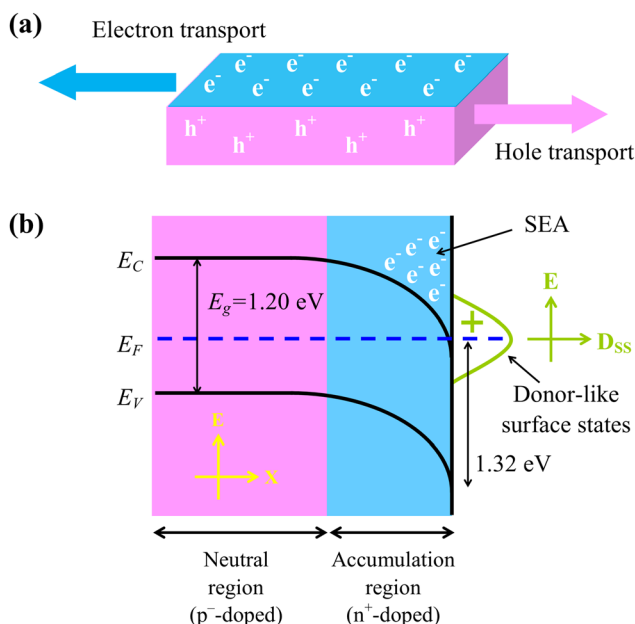 (a)
Electron transport
e⁻ e⁻ e⁻ e⁻ e⁻
e⁻ e⁻ e⁻ e⁻ e⁻
h⁺ h⁺ h⁺
h⁺ h⁺
Hole transport
(b)
SEA
e⁻
e⁻ e⁻
e⁻ e⁻ e⁻
e⁻
E_C
E_g=1.20 eV
E_F
E_V
+
E
D_SS
Donor-like
surface states
1.32 eV
E
X
Neutral
region
(p⁻-doped)
Accumulation
region
(n⁺-doped)